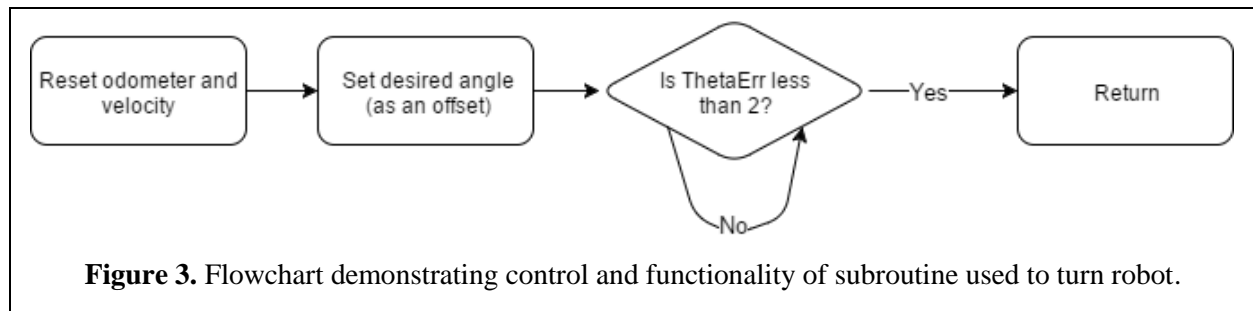 Reset odometer and
velocity
Set desired angle
(as an offset)
Is ThetaErr less
than 2?
Yes
Return
No
Figure 3. Flowchart demonstrating control and functionality of subroutine used to turn robot.